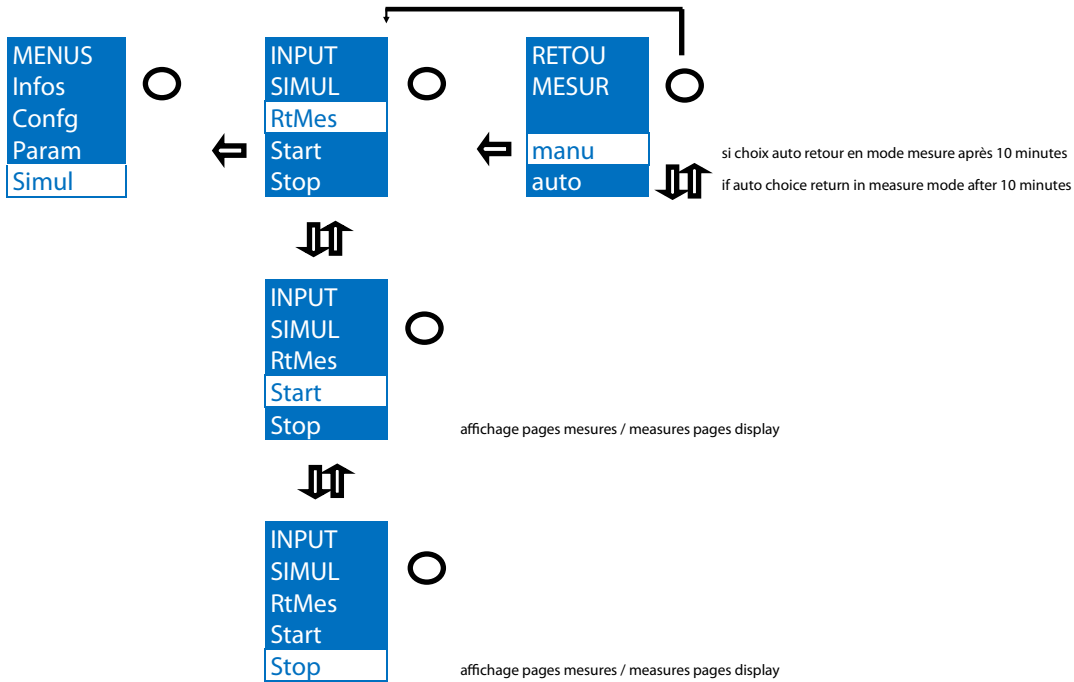 MENUS
Infos
Confg
Param
Simul
INPUT
SIMUL
RtMes
Start
Stop
RETOU
MESUR
manu
auto
si choix auto retour en mode mesure après 10 minutes
if auto choice return in measure mode after 10 minutes
INPUT
SIMUL
RtMes
Start
Stop
affichage pages mesures / measures pages display
INPUT
SIMUL
RtMes
Start
Stop
affichage pages mesures / measures pages display